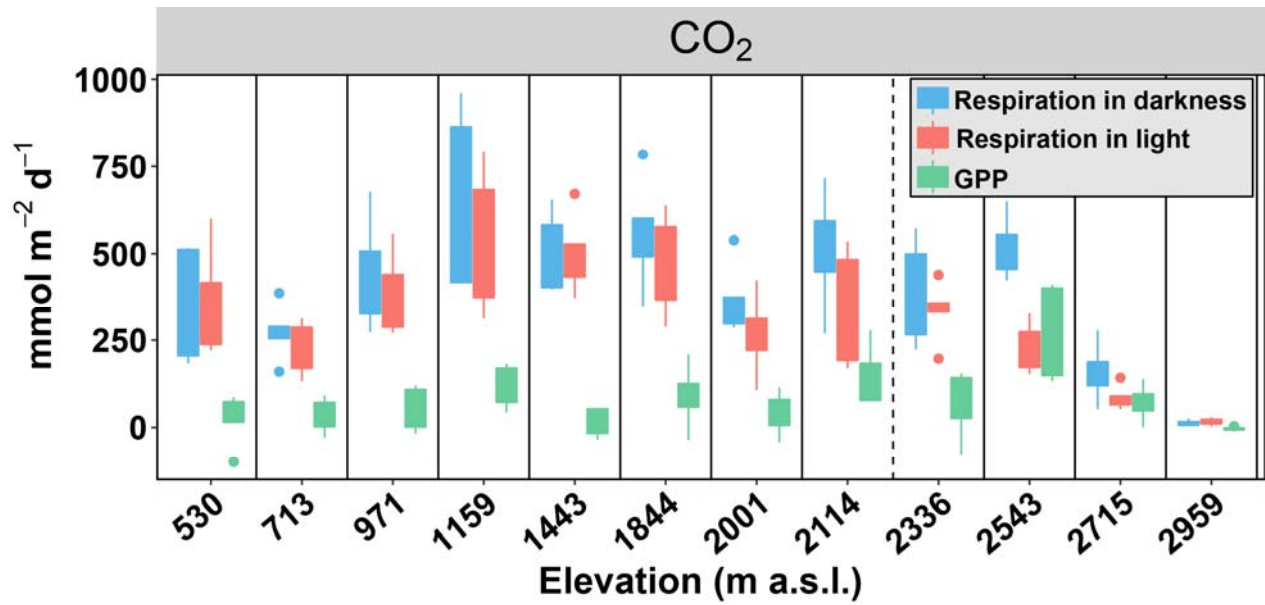 CO₂
1000
750
500
250
0
mmol m⁻² d⁻¹
Respiration in darkness
Respiration in light
GPP
530 713 971 1159 1443 1844 2001 2114 2336 2543 2715 2959
Elevation (m a.s.l.)